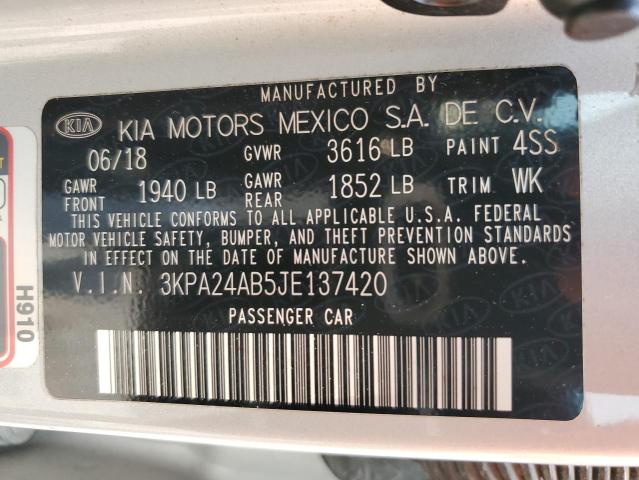 MANUFACTURED BY
KIA KIA MOTORS MEXICO S.A. DE C.V.
06/18 GVWR 3616 LB PAINT 4SS
GAWR FRONT 1940 LB GAWR REAR 1852 LB TRIM WK
THIS VEHICLE CONFORMS TO ALL APPLICABLE U.S.A. FEDERAL
MOTOR VEHICLE SAFETY, BUMPER, AND THEFT PREVENTION STANDARDS
IN EFFECT ON THE DATE OF MANUFACTURE SHOWN ABOVE.
V.I.N. 3KPA24AB5JE137420
PASSENGER CAR
H910